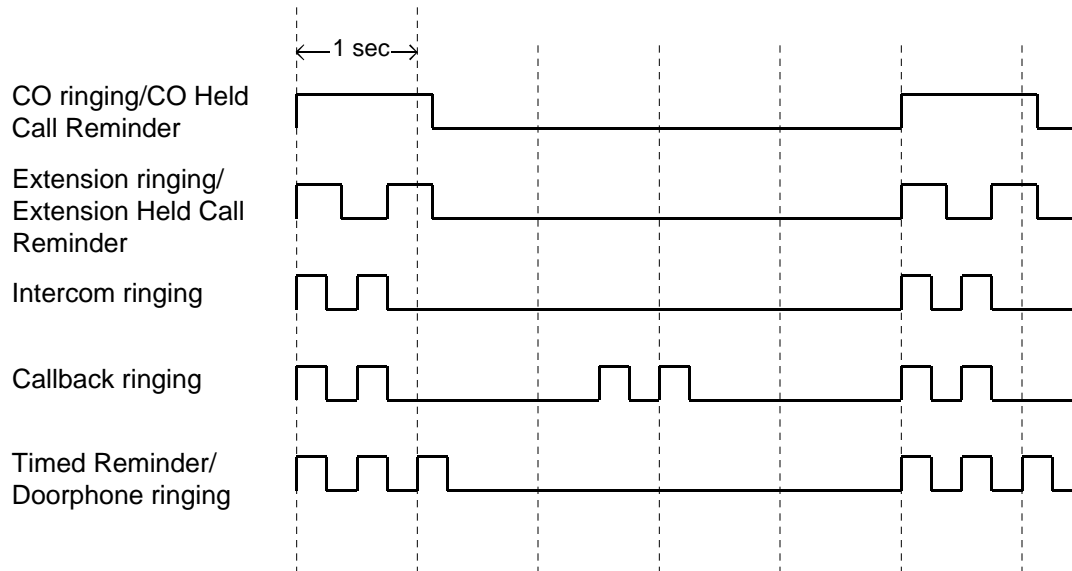 1 sec
CO ringing/CO Held
Call Reminder
Extension ringing/
Extension Held Call
Reminder
Intercom ringing
Callback ringing
Timed Reminder/
Doorphone ringing